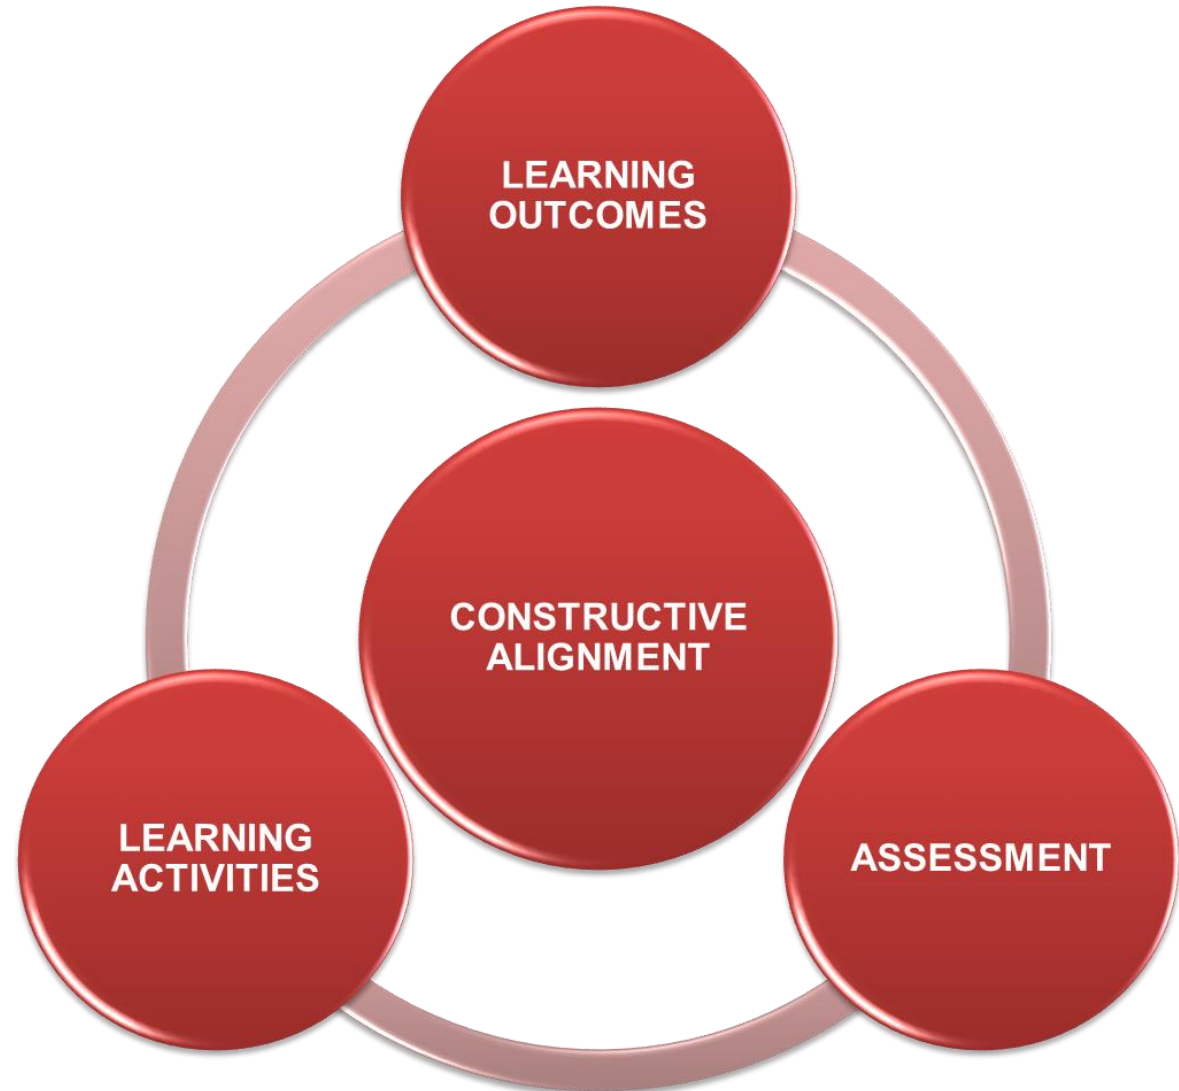 LEARNING
OUTCOMES
CONSTRUCTIVE
ALIGNMENT
LEARNING
ACTIVITIES
ASSESSMENT